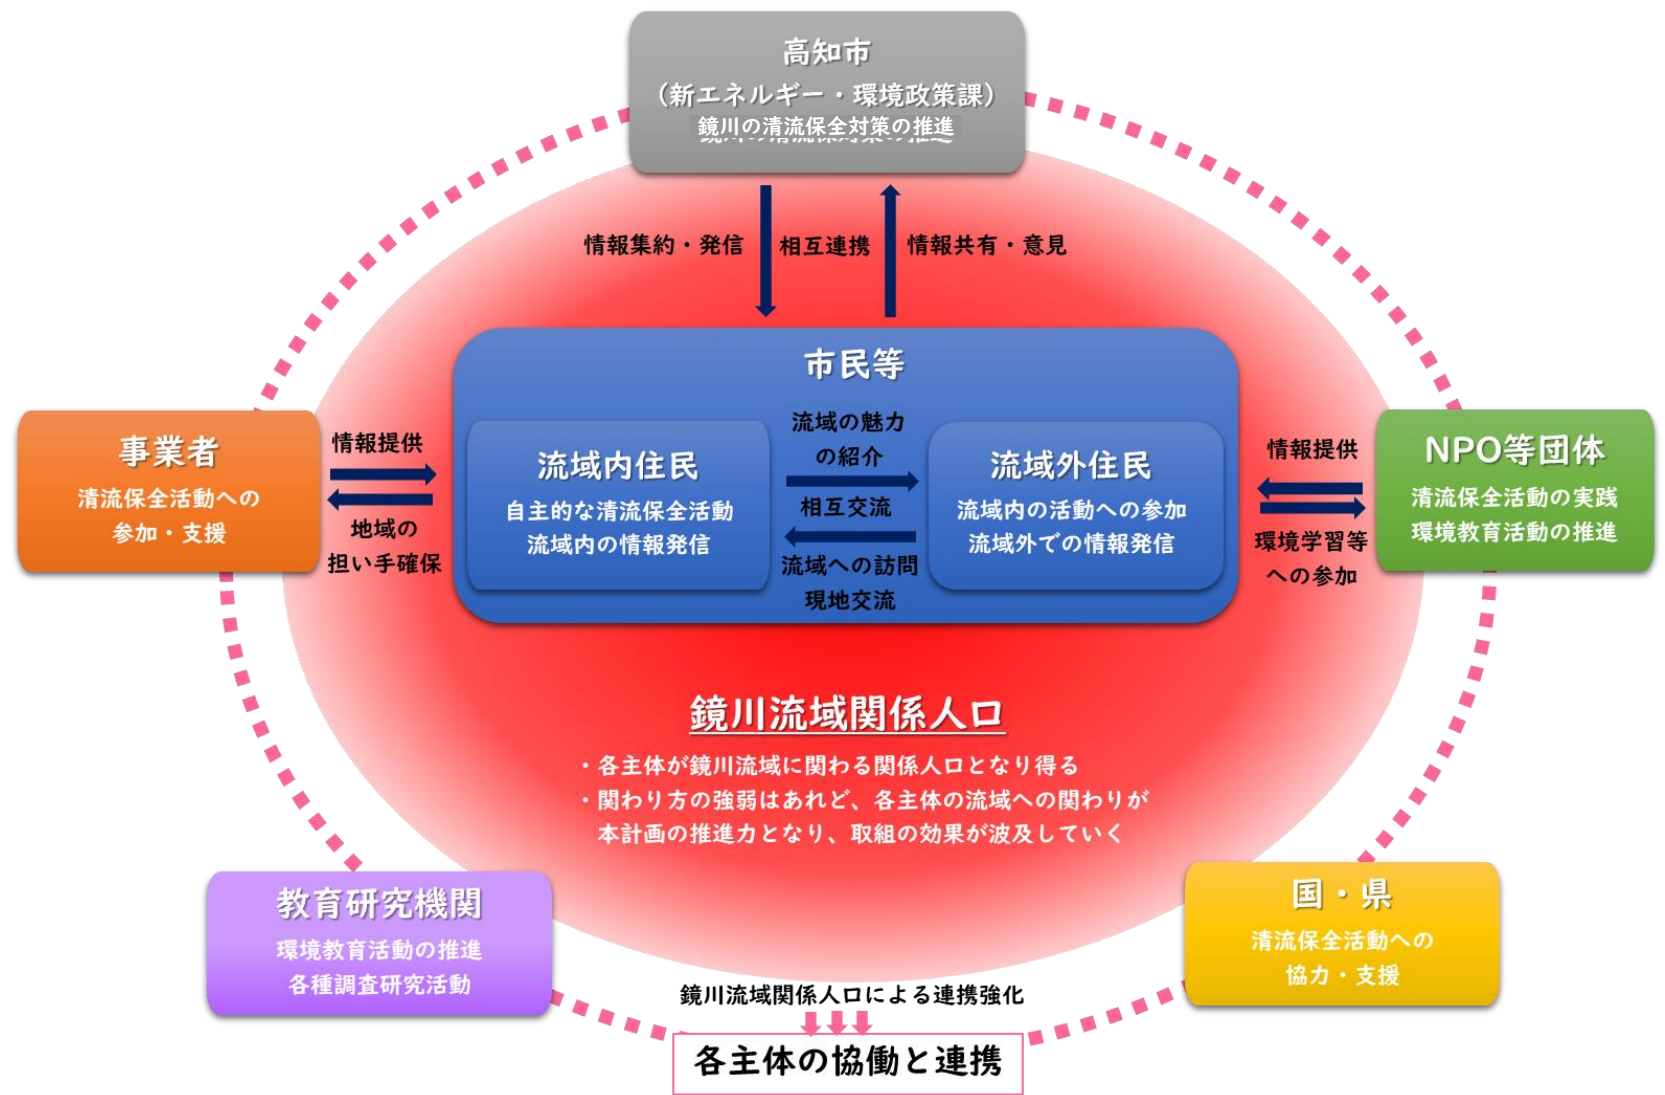 高知市
（新エネルギー・環境政策課）
鏡川の清流保全対策の推進
情報集約・発信
相互連携
情報共有・意見
市民等
流域内住民
自主的な清流保全活動
流域内の情報発信
流域の魅力
の紹介
相互交流
流域への訪問
現地交流
流域外住民
流域内の活動への参加
流域外での情報発信
事業者
清流保全活動への
参加・支援
情報提供
地域の
担い手確保
情報提供
環境学習等
への参加
NPO等団体
清流保全活動の実践
環境教育活動の推進
鏡川流域関係人口
・各主体が鏡川流域に関わる関係人口となり得る
・関わり方の強弱はあれど、各主体の流域への関わりが
本計画の推進力となり、取組の効果が波及していく
教育研究機関
環境教育活動の推進
各種調査研究活動
国・県
清流保全活動への
協力・支援
鏡川流域関係人口による連携強化
各主体の協働と連携